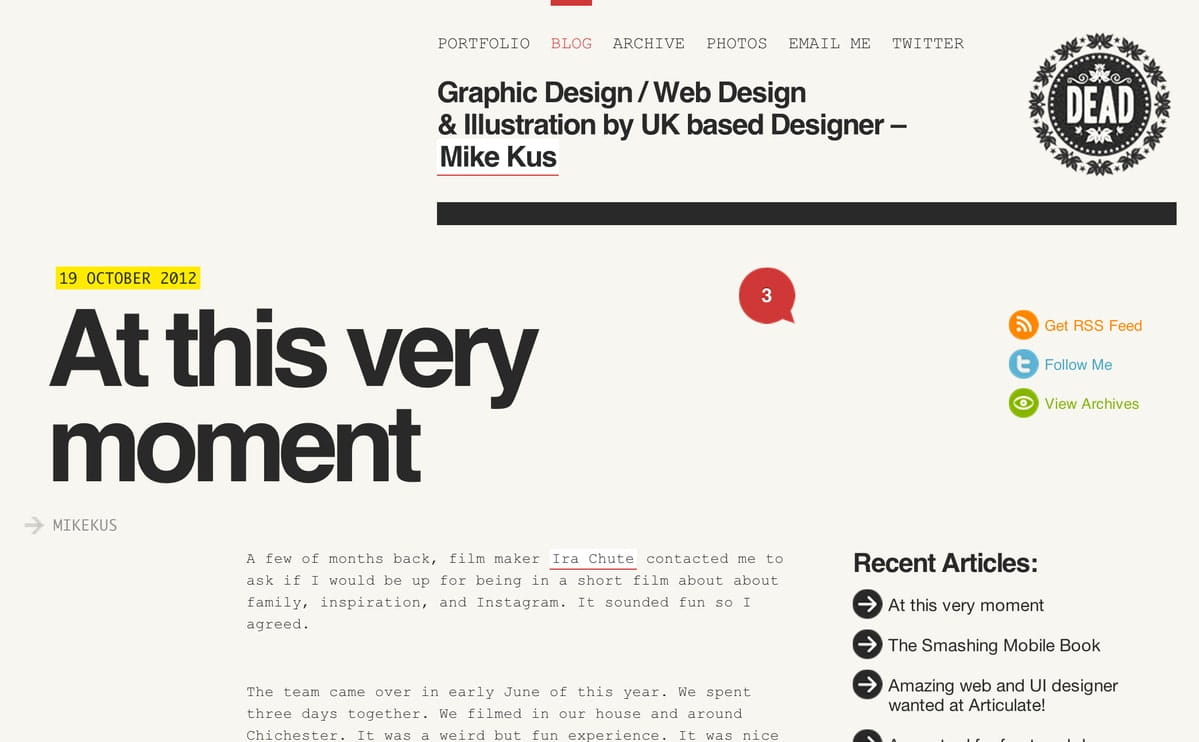 PORTFOLIO BLOG ARCHIVE PHOTOS EMAIL ME TWITTER
Graphic Design / Web Design
& Illustration by UK based Designer –
Mike Kus
DEAD
19 OCTOBER 2012
3
At this very
moment
Get RSS Feed
Follow Me
View Archives
MIKEKUS
A few of months back, film maker Ira Chute contacted me to
ask if I would be up for being in a short film about about
family, inspiration, and Instagram. It sounded fun so I
agreed.
The team came over in early June of this year. We spent
three days together. We filmed in our house and around
Chichester. It was a weird but fun experience. It was nice
Recent Articles:
At this very moment
The Smashing Mobile Book
Amazing web and UI designer
wanted at Articulate!